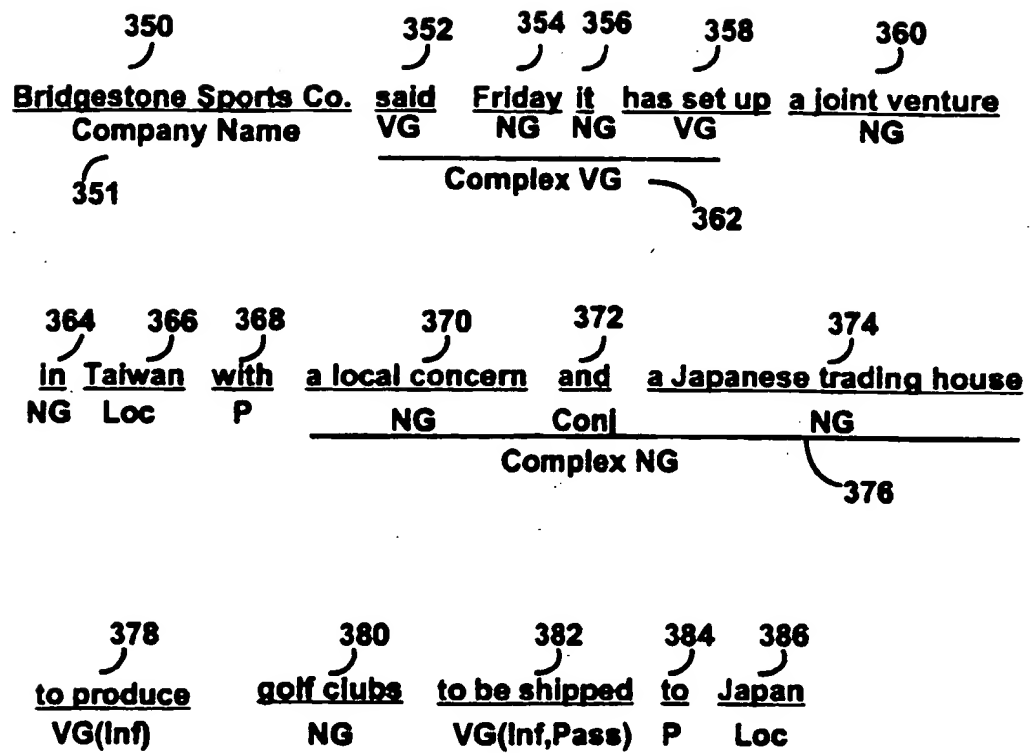 350 352 354 356 358 360
Bridgestone Sports Co. said Friday it has set up a joint venture
Company Name VG NG NG VG NG
351 Complex VG
362
364 366 368 370 372 374
in Taiwan with a local concern and a Japanese trading house
NG Loc P NG Conj NG
Complex NG
376
378 380 382 384 386
to produce golf clubs to be shipped to Japan
VG(Inf) NG VG(Inf,Pass) P Loc